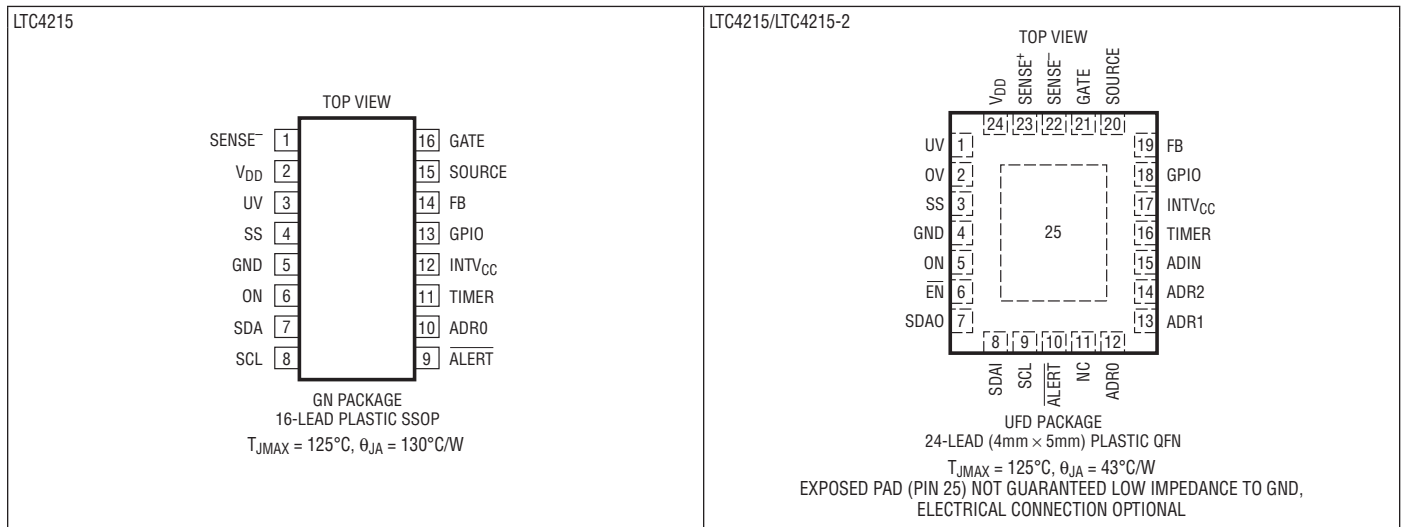 LTC4215
TOP VIEW
SENSE⁻ 1
V_DD 2
UV 3
SS 4
GND 5
ON 6
SDA 7
SCL 8
16 GATE
15 SOURCE
14 FB
13 GPIO
12 INTV_CC
11 TIMER
10 ADR0
9 A̅L̅E̅R̅T̅
GN PACKAGE
16-LEAD PLASTIC SSOP
T_JMAX = 125°C, θ_JA = 130°C/W
LTC4215/LTC4215-2
TOP VIEW
V_DD
SENSE⁺
SENSE⁻
GATE
SOURCE
24 23 22 21 20
UV 1
OV 2
SS 3
GND 4
ON 5
E̅N̅ 6
SDAO 7
25
19 FB
18 GPIO
17 INTV_CC
16 TIMER
15 ADIN
14 ADR2
13 ADR1
8 9 10 11 12
SDAI
SCL
A̅L̅E̅R̅T̅
NC
ADR0
UFD PACKAGE
24-LEAD (4mm × 5mm) PLASTIC QFN
T_JMAX = 125°C, θ_JA = 43°C/W
EXPOSED PAD (PIN 25) NOT GUARANTEED LOW IMPEDANCE TO GND,
ELECTRICAL CONNECTION OPTIONAL